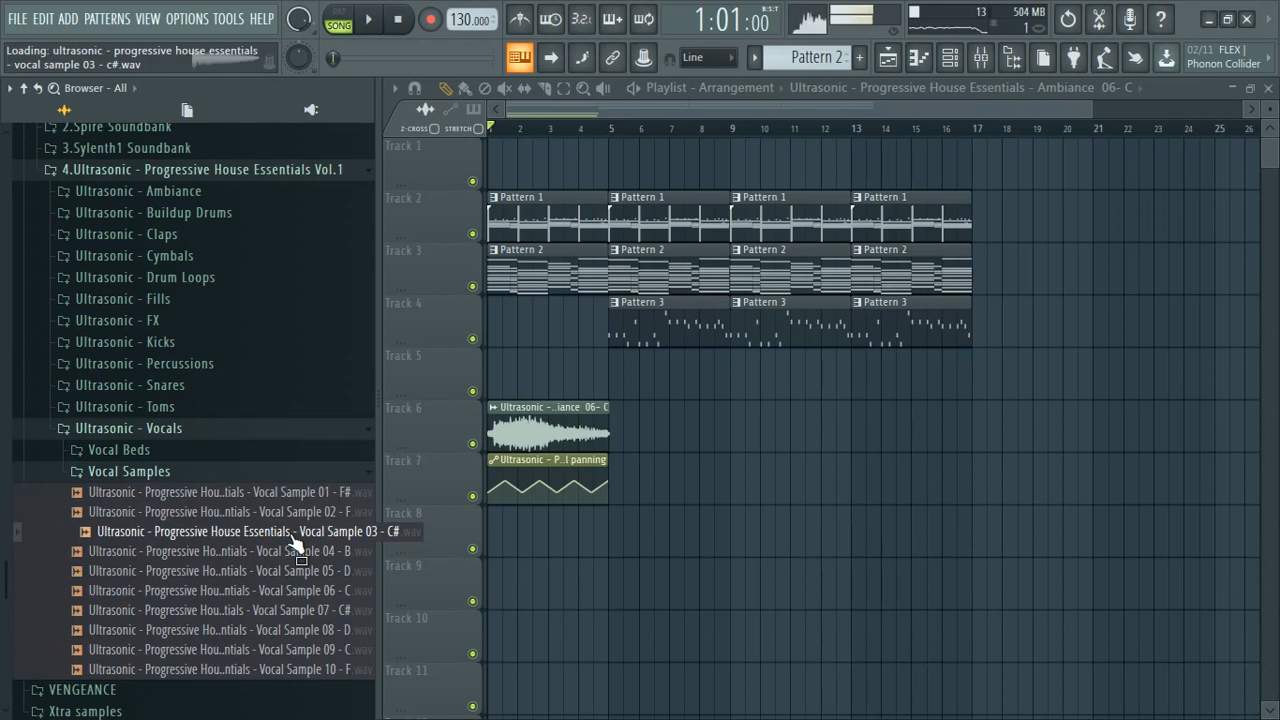 FILE EDIT ADD PATTERNS VIEW OPTIONS TOOLS HELP
PAT
SONG
130.000
3.2
1:01:00
B:S:T
13
504 MB
1
Loading: ultrasonic - progressive house essentials
- vocal sample 03 - c#.wav
Line
Pattern 2
02/11 FLEX |
Phonon Collider
Browser - All
Playlist - Arrangement
Ultrasonic - Progressive House Essentials - Ambiance 06- C
Z-CROSS
STRETCH
1 2 3 4 5 6 7 8 9 10 11 12 13 14 15 16 17 18 19 20 21 22 23 24 25 26
2.Spire Soundbank
3.Sylenth1 Soundbank
4.Ultrasonic - Progressive House Essentials Vol.1
Ultrasonic - Ambiance
Ultrasonic - Buildup Drums
Ultrasonic - Claps
Ultrasonic - Cymbals
Ultrasonic - Drum Loops
Ultrasonic - Fills
Ultrasonic - FX
Ultrasonic - Kicks
Ultrasonic - Percussions
Ultrasonic - Snares
Ultrasonic - Toms
Ultrasonic - Vocals
Vocal Beds
Vocal Samples
Ultrasonic - Progressive Hou..tials - Vocal Sample 01 - F#.wav
Ultrasonic - Progressive Hou..ntials - Vocal Sample 02 - F.wav
Ultrasonic - Progressive House Essentials - Vocal Sample 03 - C#.wav
Ultrasonic - Progressive Ho..ntials - Vocal Sample 04 - B.wav
Ultrasonic - Progressive Ho..ntials - Vocal Sample 05 - D.wav
Ultrasonic - Progressive Hou..ntials - Vocal Sample 06 - C.wav
Ultrasonic - Progressive Hou..tials - Vocal Sample 07 - C#.wav
Ultrasonic - Progressive Ho..ntials - Vocal Sample 08 - D.wav
Ultrasonic - Progressive Hou..ntials - Vocal Sample 09 - C.wav
Ultrasonic - Progressive Hou..ntials - Vocal Sample 10 - F.wav
VENGEANCE
Xtra samples
Track 1
Track 2
Pattern 1 Pattern 1 Pattern 1 Pattern 1
Track 3
Pattern 2 Pattern 2 Pattern 2 Pattern 2
Track 4
Pattern 3 Pattern 3 Pattern 3
Track 5
Track 6
Ultrasonic -..iance 06- C
Track 7
Ultrasonic - P..l panning
Track 8
Track 9
Track 10
Track 11